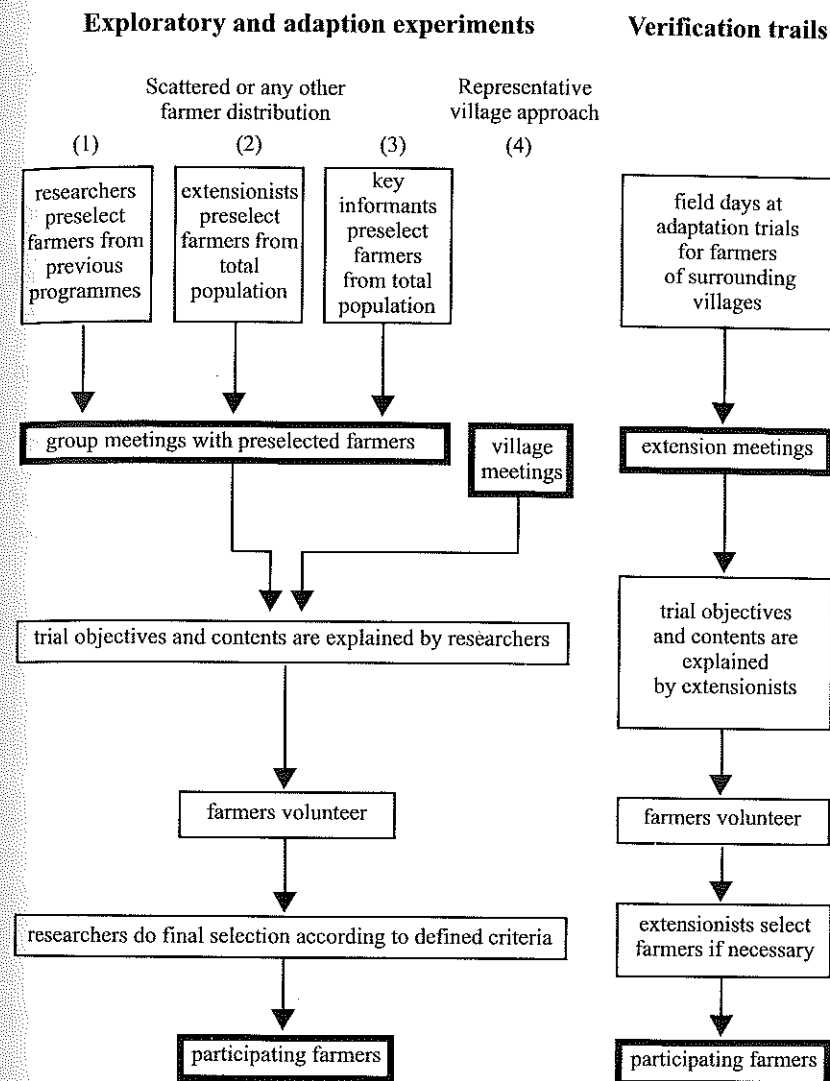 Exploratory and adaption experiments
Verification trails
Scattered or any other
farmer distribution
Representative
village approach
(1)
(2)
(3)
(4)
researchers
preselect
farmers from
previous
programmes
extensionists
preselect
farmers from
total
population
key
informants
preselect
farmers
from total
population
field days at
adaptation trials
for farmers
of surrounding
villages
group meetings with preselected farmers
village
meetings
extension meetings
trial objectives and contents are explained by researchers
trial objectives
and contents are
explained
by extensionists
farmers volunteer
farmers volunteer
researchers do final selection according to defined criteria
extensionists select
farmers if necessary
participating farmers
participating farmers